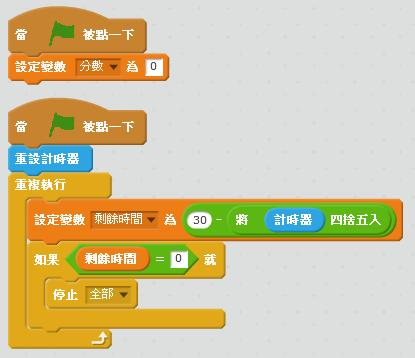 當 被點一下
設定變數 分數 為 0
當 被點一下
重設計時器
重複執行
設定變數 剩餘時間 為 30 - 將 計時器 四捨五入
如果 剩餘時間 = 0 就
停止 全部